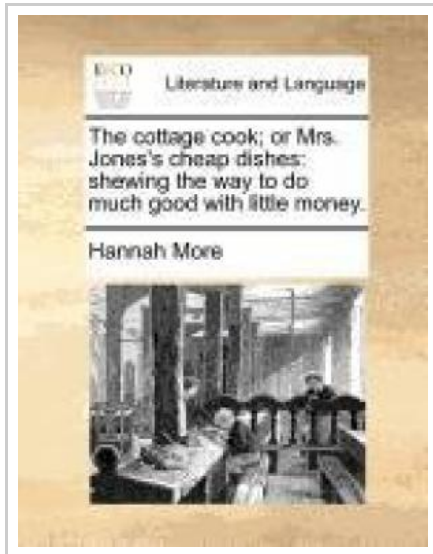 ECCO
Literature and Language
The cottage cook; or Mrs.
Jones's cheap dishes:
shewing the way to do
much good with little money.
Hannah More